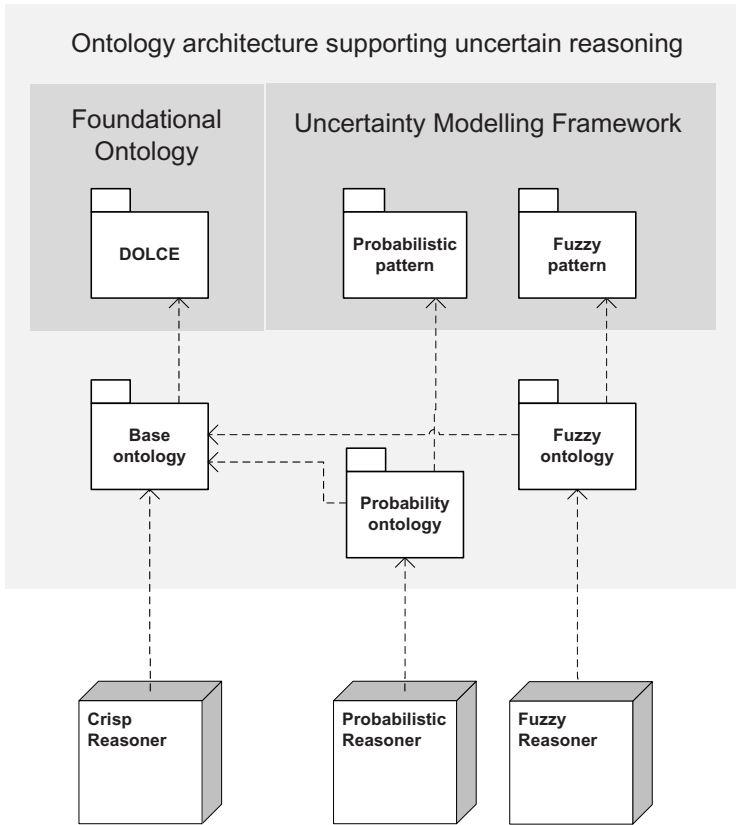 Ontology architecture supporting uncertain reasoning
Foundational
Ontology
Uncertainty Modelling Framework
DOLCE
Probabilistic
pattern
Fuzzy
pattern
Base
ontology
Fuzzy
ontology
Probability
ontology
Crisp
Reasoner
Probabilistic
Reasoner
Fuzzy
Reasoner